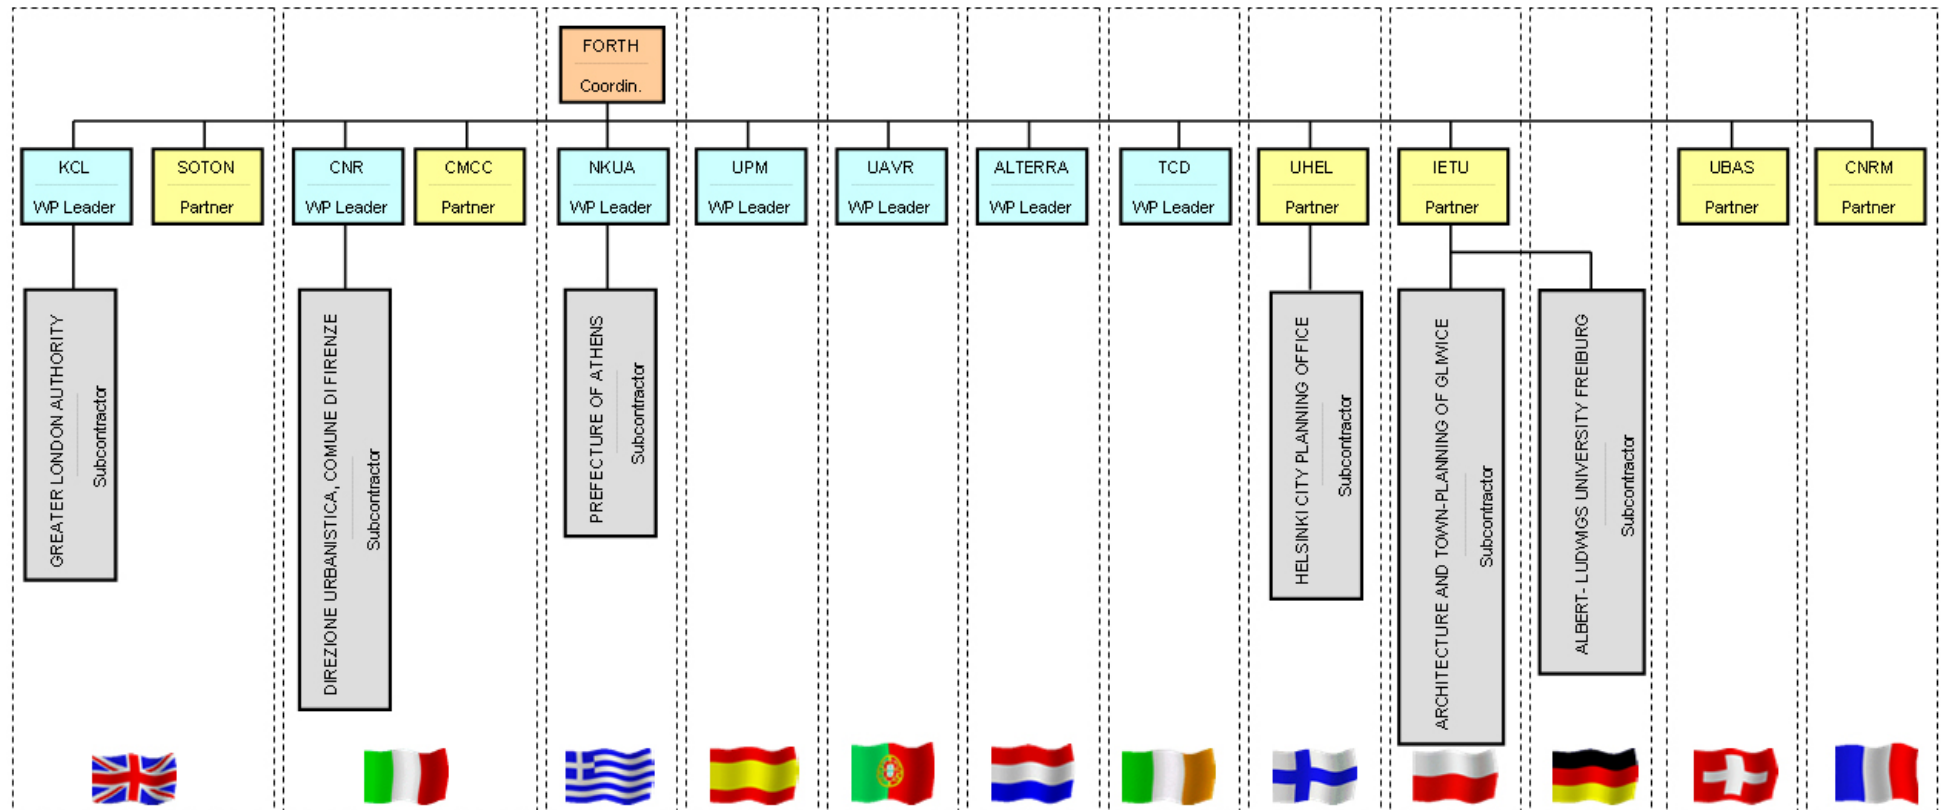 FORTH
Coordin.
KCL
WP Leader
SOTON
Partner
CNR
WP Leader
CMCC
Partner
NKUA
WP Leader
UPM
WP Leader
UAVR
WP Leader
ALTERRA
WP Leader
TCD
WP Leader
UHEL
Partner
IETU
Partner
UBAS
Partner
CNRM
Partner
GREATER LONDON AUTHORITY
Subcontractor
DIREZIONE URBANISTICA, COMUNE DI FIRENZE
Subcontractor
PREFECTURE OF ATHENS
Subcontractor
HELSINKI CITY PLANNING OFFICE
Subcontractor
ARCHITECTURE AND TOWN-PLANNING OF GLIWICE
Subcontractor
ALBERT- LUDWIGS UNIVERSITY FREIBURG
Subcontractor